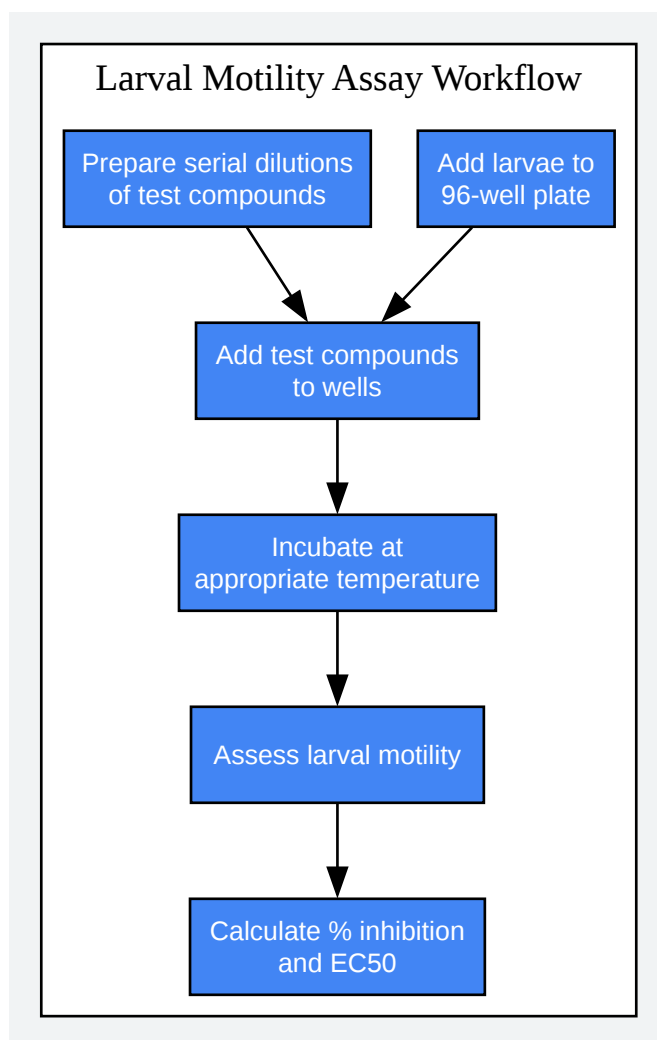 Larval Motility Assay Workflow
Prepare serial dilutions
of test compounds
Add larvae to
96-well plate
Add test compounds
to wells
Incubate at
appropriate temperature
Assess larval motility
Calculate % inhibition
and EC50